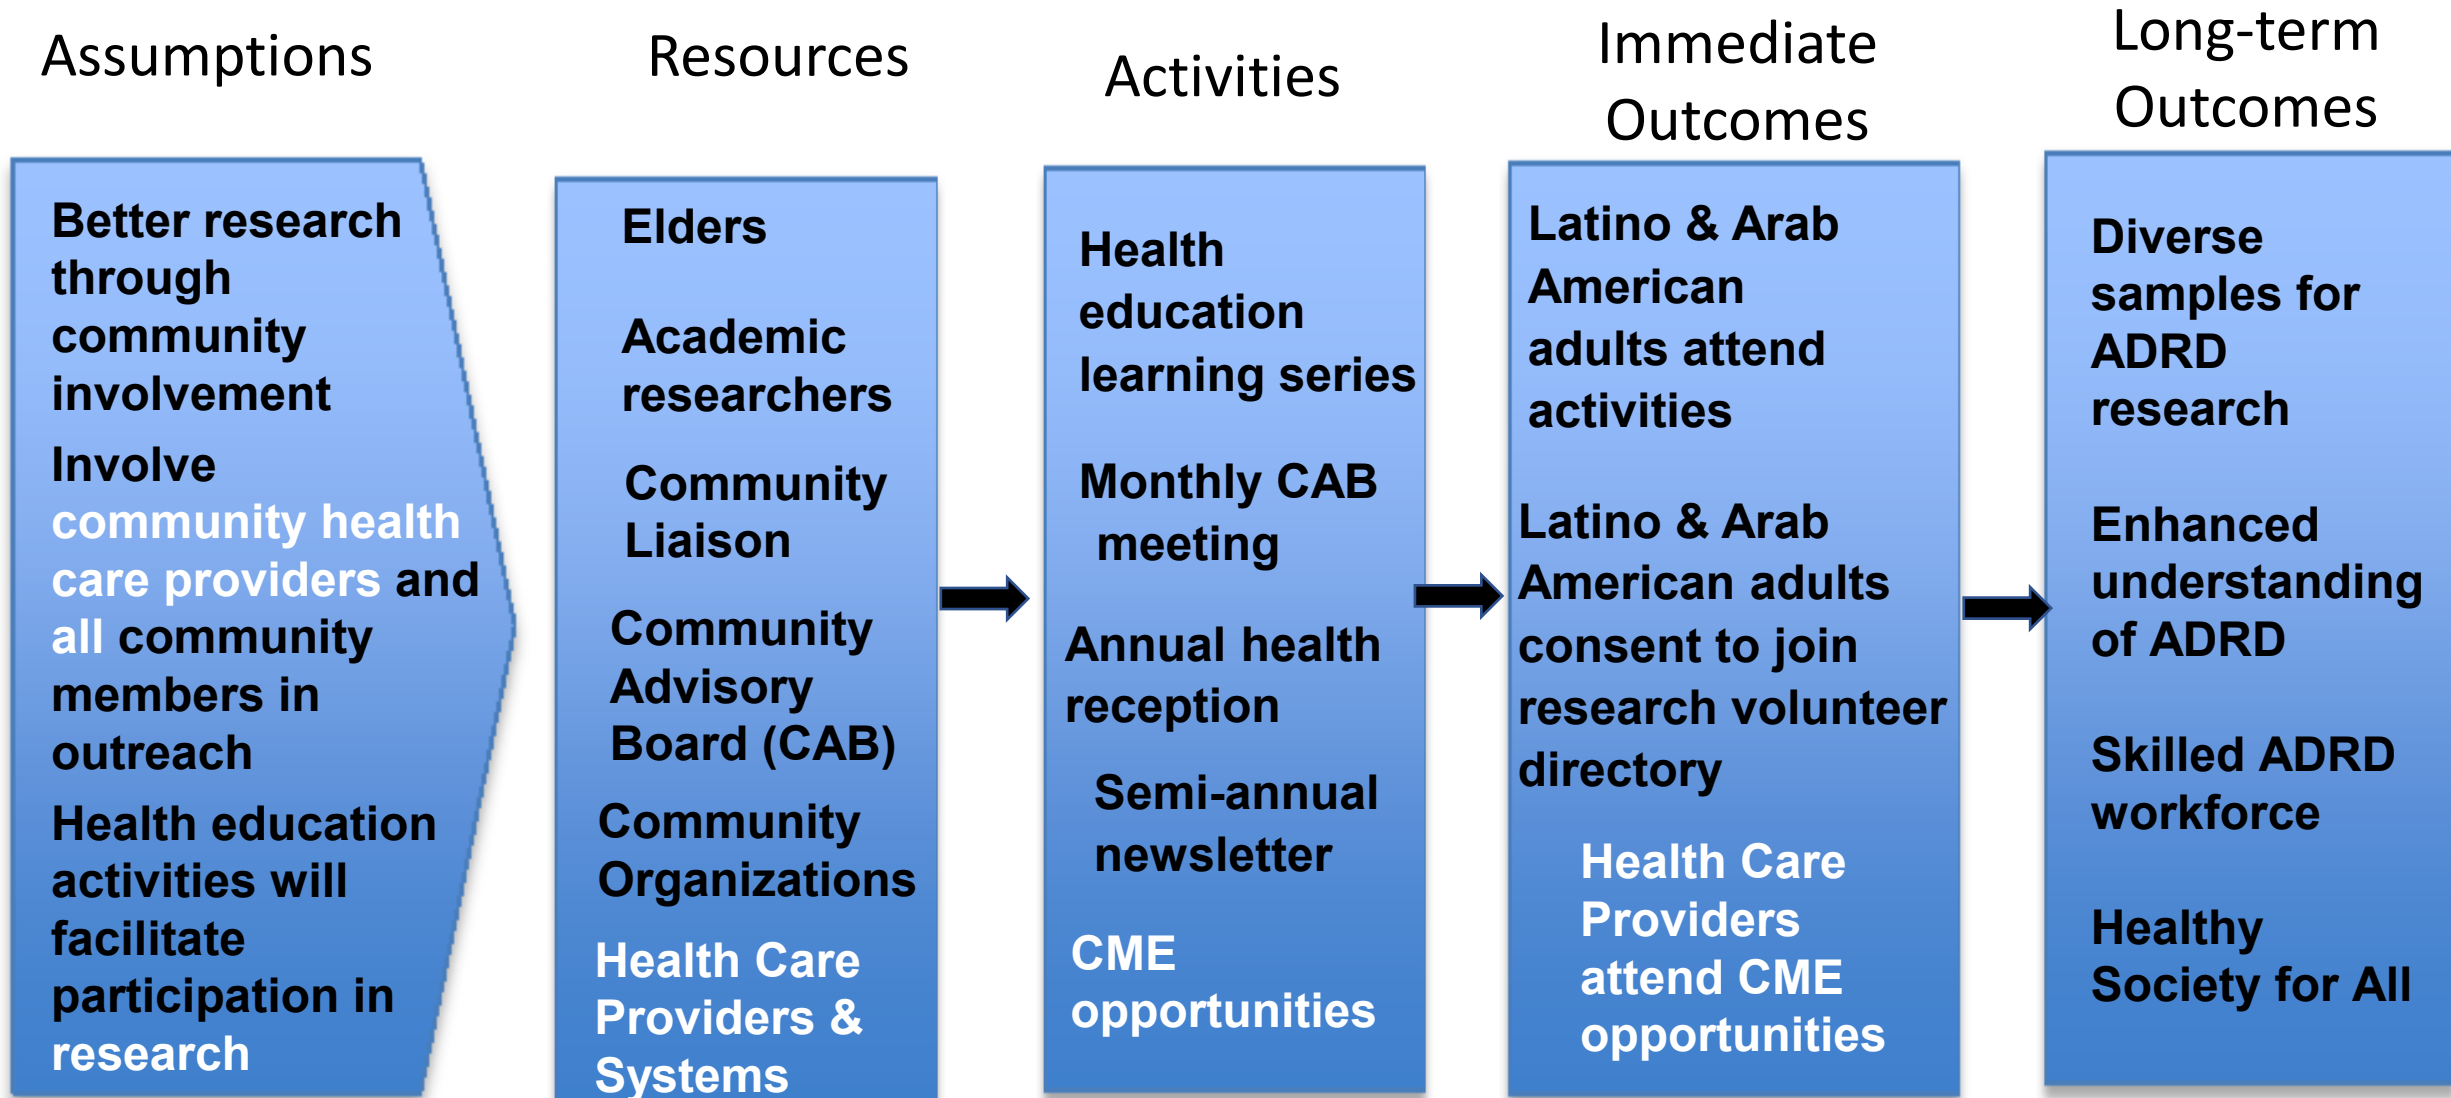 Assumptions
Better research
through
community
involvement
Involve
community health
care providers and
all community
members in
outreach
Health education
activities will
facilitate
participation in
research
Resources
Elders
Academic
researchers
Community
Liaison
Community
Advisory
Board (CAB)
Community
Organizations
Health Care
Providers &
Systems
Activities
Health
education
learning series
Monthly CAB
meeting
Annual health
reception
Semi-annual
newsletter
CME
opportunities
Immediate
Outcomes
Latino & Arab
American
adults attend
activities
Latino & Arab
American adults
consent to join
research volunteer
directory
Health Care
Providers
attend CME
opportunities
Long-term
Outcomes
Diverse
samples for
ADRD
research
Enhanced
understanding
of ADRD
Skilled ADRD
workforce
Healthy
Society for All